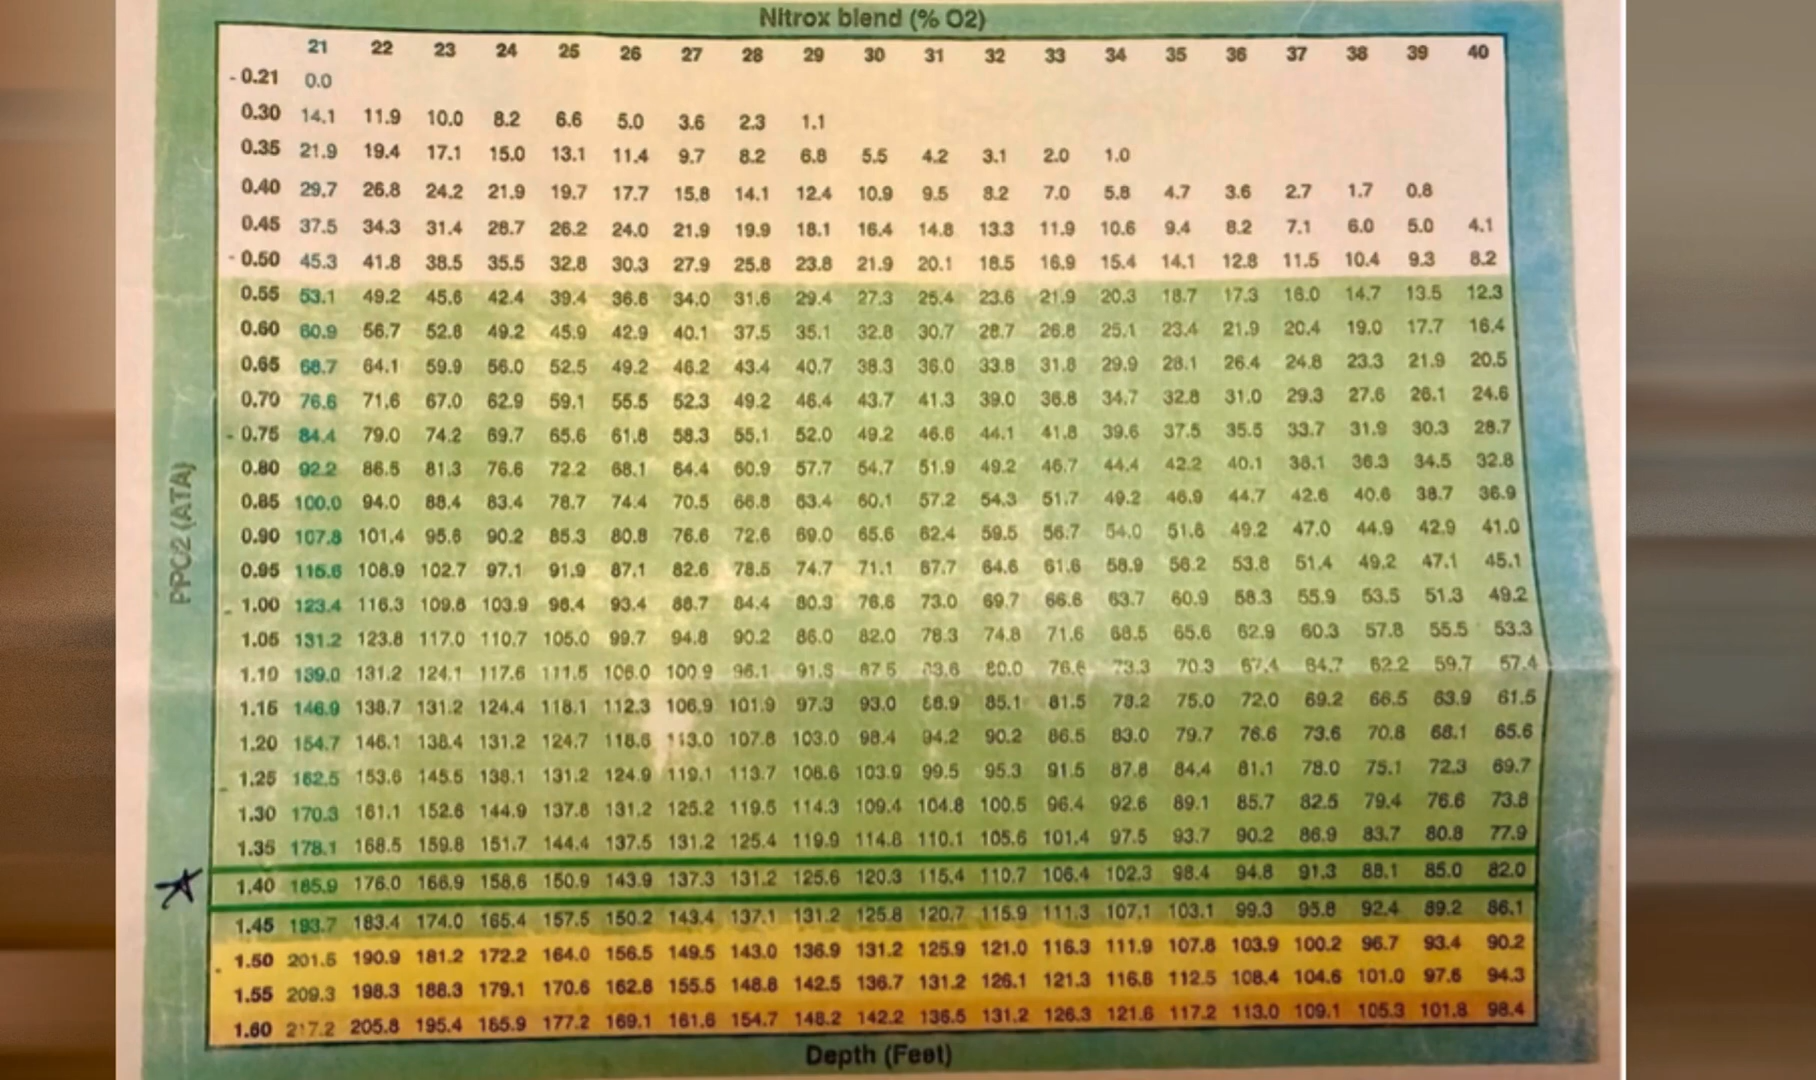 Nitrox blend (% O2)
21 22 23 24 25 26 27 28 29 30 31 32 33 34 35 36 37 38 39 40
- 0.21 0.0
0.30 14.1 11.9 10.0 8.2 6.6 5.0 3.6 2.3 1.1
0.35 21.9 19.4 17.1 15.0 13.1 11.4 9.7 8.2 6.8 5.5 4.2 3.1 2.0 1.0
0.40 29.7 26.8 24.2 21.9 19.7 17.7 15.8 14.1 12.4 10.9 9.5 8.2 7.0 5.8 4.7 3.6 2.7 1.7 0.8
0.45 37.5 34.3 31.4 28.7 26.2 24.0 21.9 19.9 18.1 16.4 14.8 13.3 11.9 10.6 9.4 8.2 7.1 6.0 5.0 4.1
- 0.50 45.3 41.8 38.5 35.5 32.8 30.3 27.9 25.8 23.8 21.9 20.1 18.5 16.9 15.4 14.1 12.8 11.5 10.4 9.3 8.2
0.55 53.1 49.2 45.6 42.4 39.4 36.6 34.0 31.6 29.4 27.3 25.4 23.6 21.9 20.3 18.7 17.3 16.0 14.7 13.5 12.3
0.60 60.9 56.7 52.8 49.2 45.9 42.9 40.1 37.5 35.1 32.8 30.7 28.7 26.8 25.1 23.4 21.9 20.4 19.0 17.7 16.4
0.65 68.7 64.1 59.9 56.0 52.5 49.2 46.2 43.4 40.7 38.3 36.0 33.8 31.8 29.9 28.1 26.4 24.8 23.3 21.9 20.5
0.70 76.6 71.6 67.0 62.9 59.1 55.5 52.3 49.2 46.4 43.7 41.3 39.0 36.8 34.7 32.8 31.0 29.3 27.6 26.1 24.6
- 0.75 84.4 79.0 74.2 69.7 65.6 61.8 58.3 55.1 52.0 49.2 46.6 44.1 41.8 39.6 37.5 35.5 33.7 31.9 30.3 28.7
0.80 92.2 86.5 81.3 76.6 72.2 68.1 64.4 60.9 57.7 54.7 51.9 49.2 46.7 44.4 42.2 40.1 38.1 36.3 34.5 32.8
0.85 100.0 94.0 88.4 83.4 78.7 74.4 70.5 66.8 63.4 60.1 57.2 54.3 51.7 49.2 46.9 44.7 42.6 40.6 38.7 36.9
0.90 107.8 101.4 95.6 90.2 85.3 80.8 76.6 72.6 69.0 65.6 62.4 59.5 56.7 54.0 51.6 49.2 47.0 44.9 42.9 41.0
0.95 115.6 108.9 102.7 97.1 91.9 87.1 82.6 78.5 74.7 71.1 67.7 64.6 61.6 58.9 56.2 53.8 51.4 49.2 47.1 45.1
- 1.00 123.4 116.3 109.8 103.9 98.4 93.4 88.7 84.4 80.3 76.6 73.0 69.7 66.6 63.7 60.9 58.3 55.9 53.5 51.3 49.2
1.05 131.2 123.8 117.0 110.7 105.0 99.7 94.8 90.2 86.0 82.0 78.3 74.8 71.6 68.5 65.6 62.9 60.3 57.8 55.5 53.3
1.10 139.0 131.2 124.1 117.6 111.5 106.0 100.9 96.1 91.6 87.5 83.6 80.0 76.6 73.3 70.3 67.4 64.7 62.2 59.7 57.4
1.15 146.9 138.7 131.2 124.4 118.1 112.3 106.9 101.9 97.3 93.0 88.9 85.1 81.5 78.2 75.0 72.0 69.2 66.5 63.9 61.5
1.20 154.7 146.1 138.4 131.2 124.7 118.6 113.0 107.8 103.0 98.4 94.2 90.2 86.5 83.0 79.7 76.6 73.6 70.8 68.1 65.6
- 1.25 162.5 153.6 145.5 138.1 131.2 124.9 119.1 113.7 108.6 103.9 99.5 95.3 91.5 87.8 84.4 81.1 78.0 75.1 72.3 69.7
1.30 170.3 161.1 152.6 144.9 137.8 131.2 125.2 119.5 114.3 109.4 104.8 100.5 96.4 92.6 89.1 85.7 82.5 79.4 76.6 73.8
1.35 178.1 168.5 159.8 151.7 144.4 137.5 131.2 125.4 119.9 114.8 110.1 105.6 101.4 97.5 93.7 90.2 86.9 83.7 80.8 77.9
1.40 185.9 176.0 166.9 158.6 150.9 143.9 137.3 131.2 125.6 120.3 115.4 110.7 106.4 102.3 98.4 94.8 91.3 88.1 85.0 82.0
1.45 193.7 183.4 174.0 165.4 157.5 150.2 143.4 137.1 131.2 125.8 120.7 115.9 111.3 107.1 103.1 99.3 95.8 92.4 89.2 86.1
- 1.50 201.5 190.9 181.2 172.2 164.0 156.5 149.5 143.0 136.9 131.2 125.9 121.0 116.3 111.9 107.8 103.9 100.2 96.7 93.4 90.2
1.55 209.3 198.3 188.3 179.1 170.6 162.8 155.5 148.8 142.5 136.7 131.2 126.1 121.3 116.8 112.5 108.4 104.6 101.0 97.6 94.3
1.60 217.2 205.8 195.4 185.9 177.2 169.1 161.6 154.7 148.2 142.2 136.5 131.2 126.3 121.6 117.2 113.0 109.1 105.3 101.8 98.4
PPO2 (ATA)
Depth (Feet)